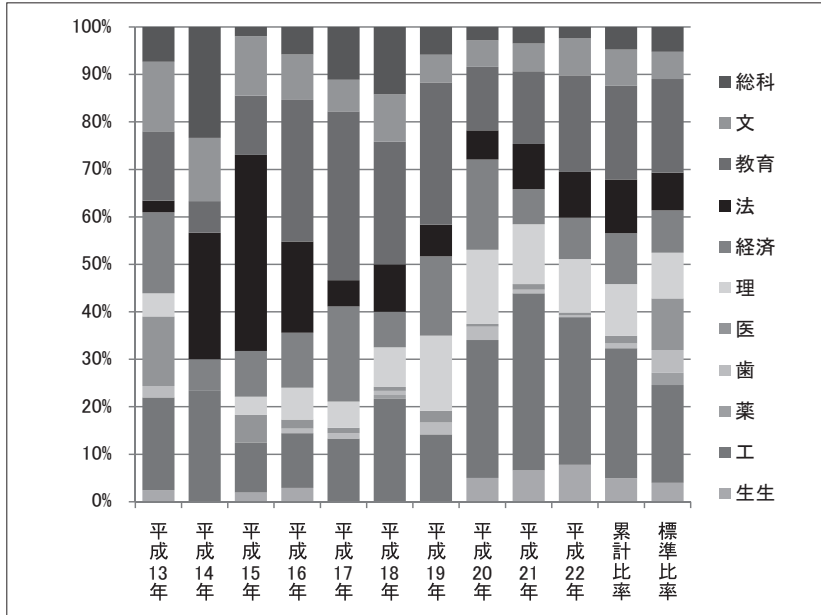 100%
90%
80%
70%
60%
50%
40%
30%
20%
10%
0%
平成13年
平成14年
平成15年
平成16年
平成17年
平成18年
平成19年
平成20年
平成21年
平成22年
累計比率
標準比率
総科
文
教育
法
経済
理
医
歯
薬
工
生生